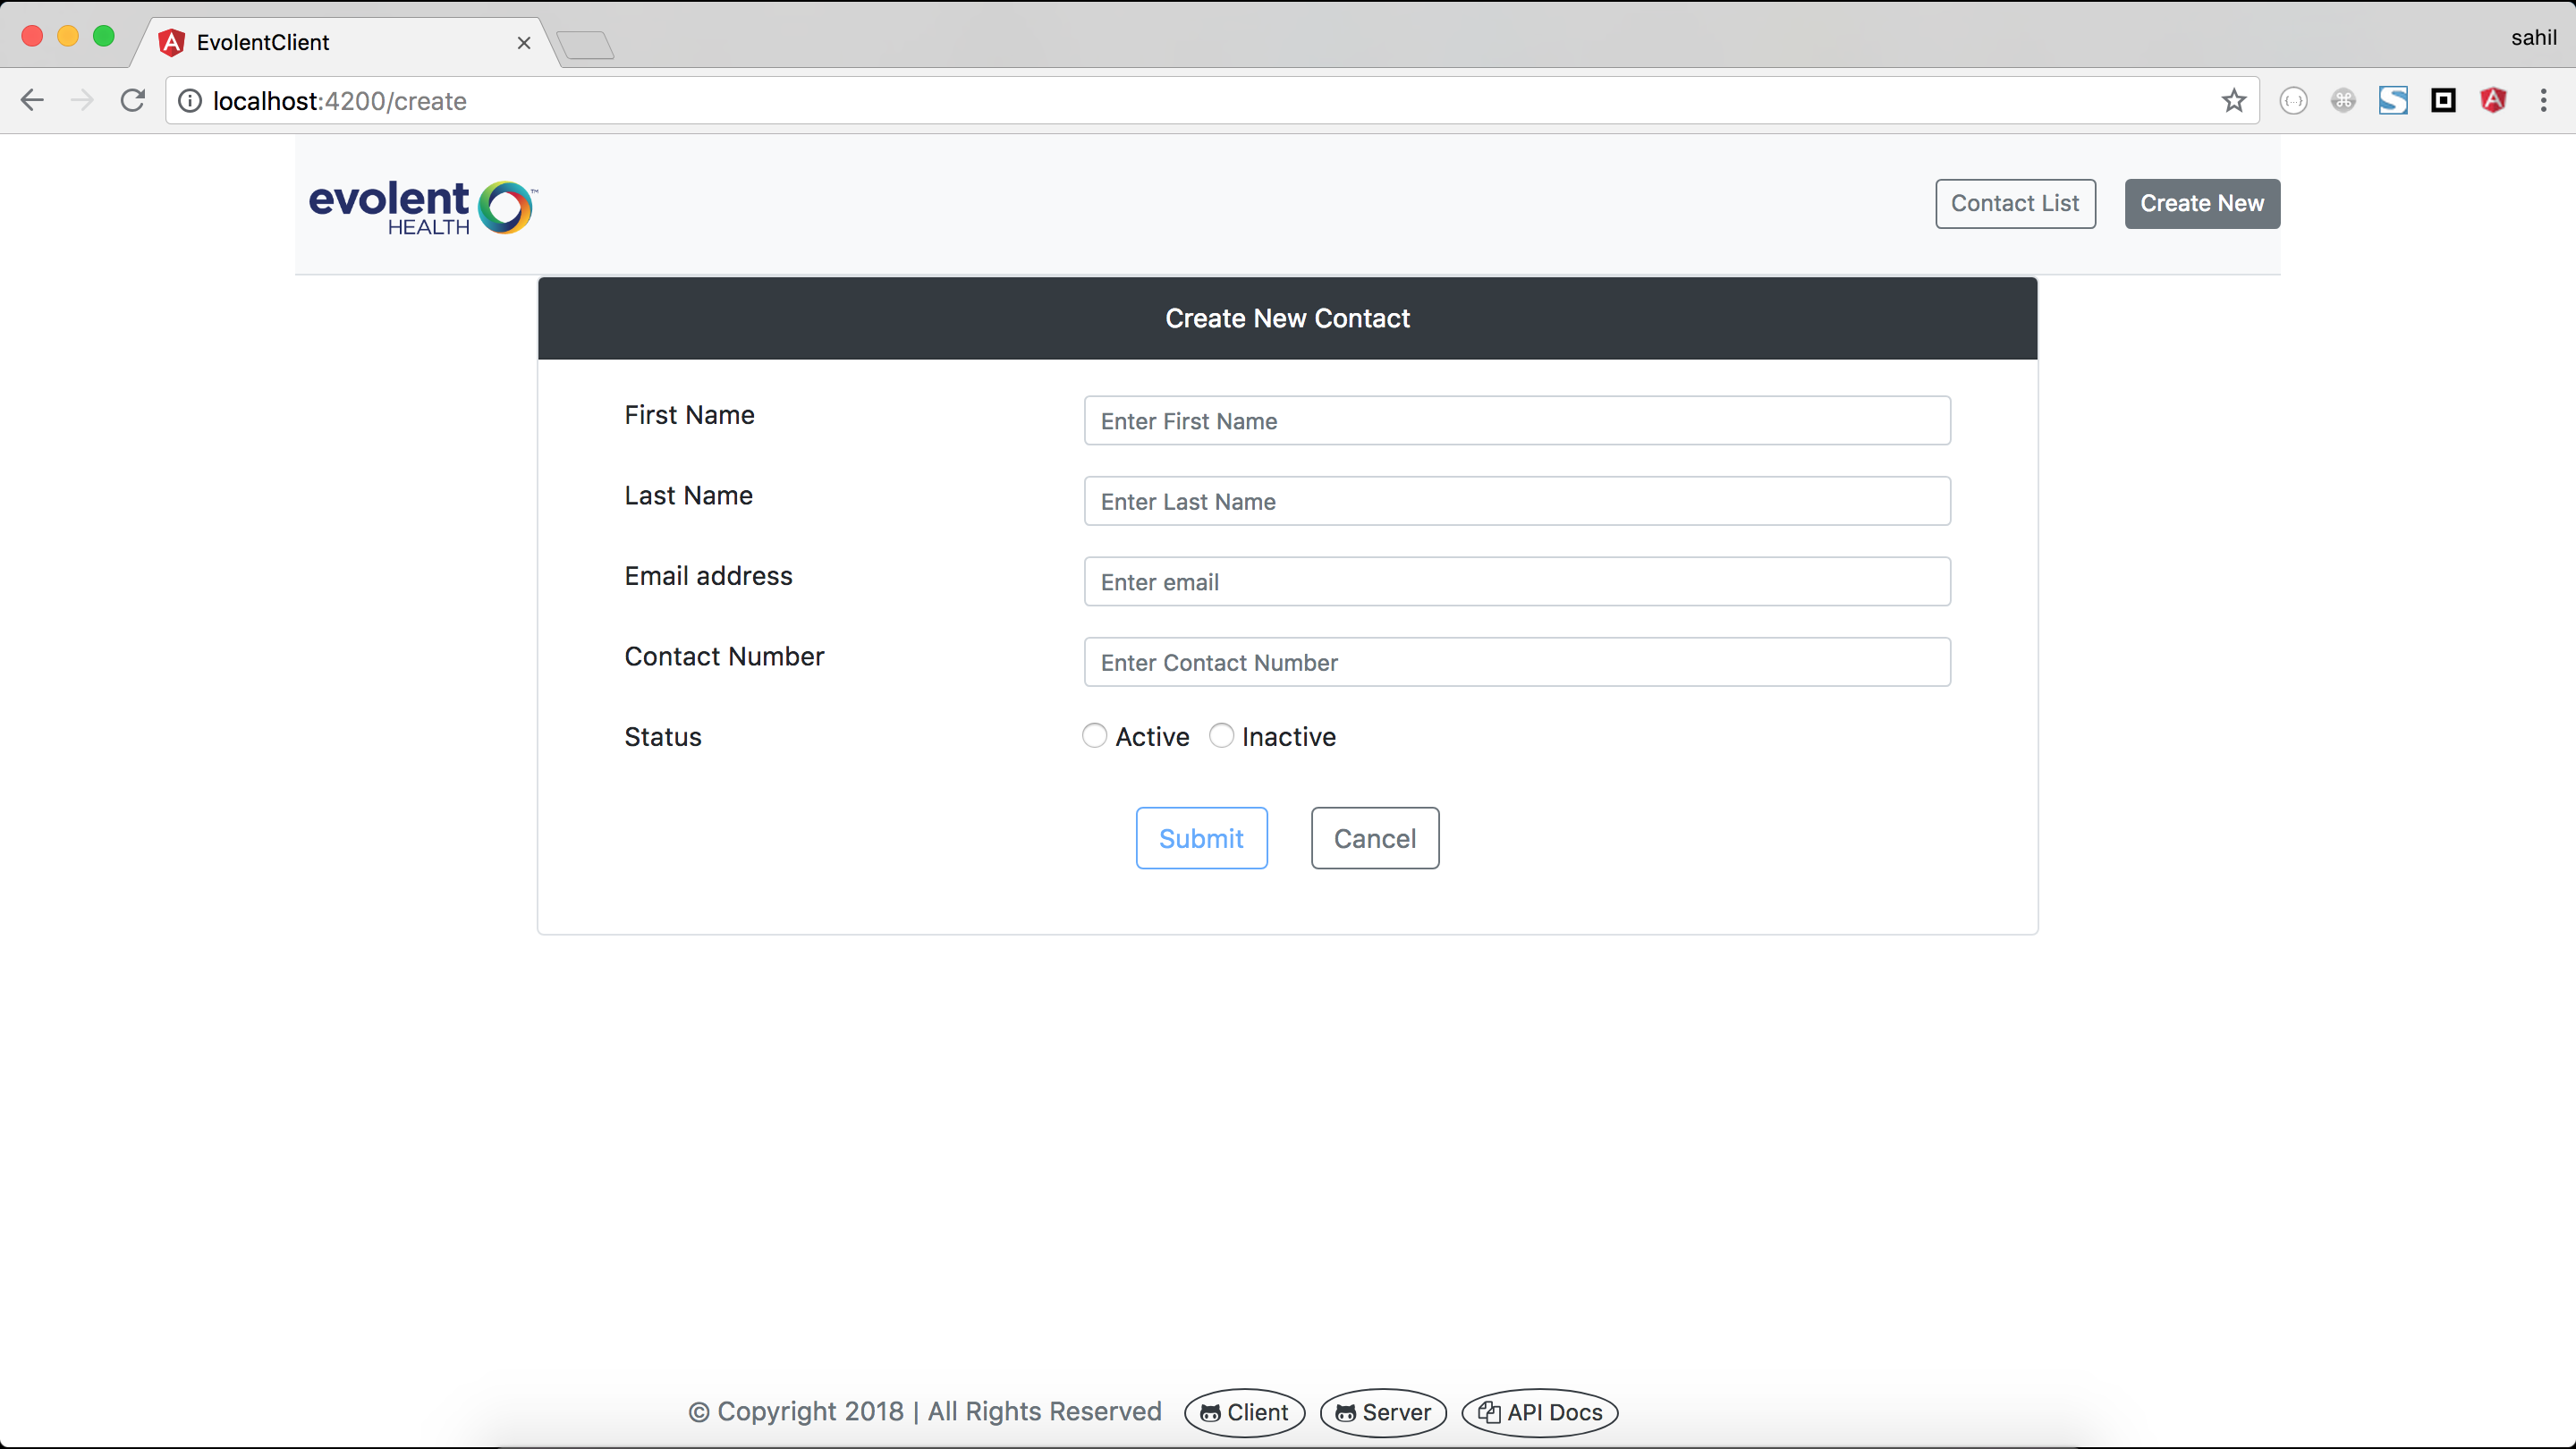 EvolentClient
sahil
localhost:4200/create
evolent™
HEALTH
Contact List
Create New
Create New Contact
First Name
Enter First Name
Last Name
Enter Last Name
Email address
Enter email
Contact Number
Enter Contact Number
Status
Active
Inactive
Submit
Cancel
© Copyright 2018 | All Rights Reserved
Client
Server
API Docs